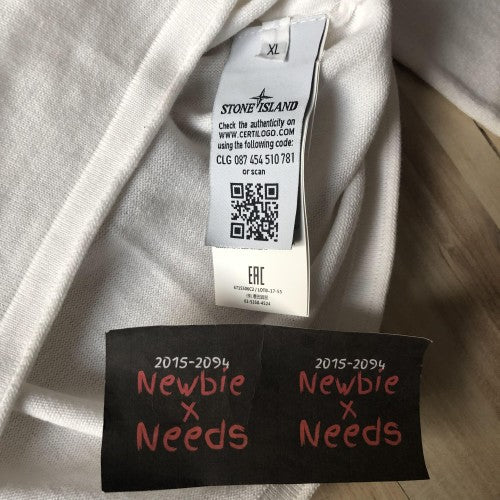 XL
STONE ISLAND
Check the authenticity on
WWW.CERTILOGO.COM
using the following code:
CLG 087 454 510 781
or scan
EAC
2015-2094
Newbie
x
Needs
2015-2094
Newbie
x
Needs